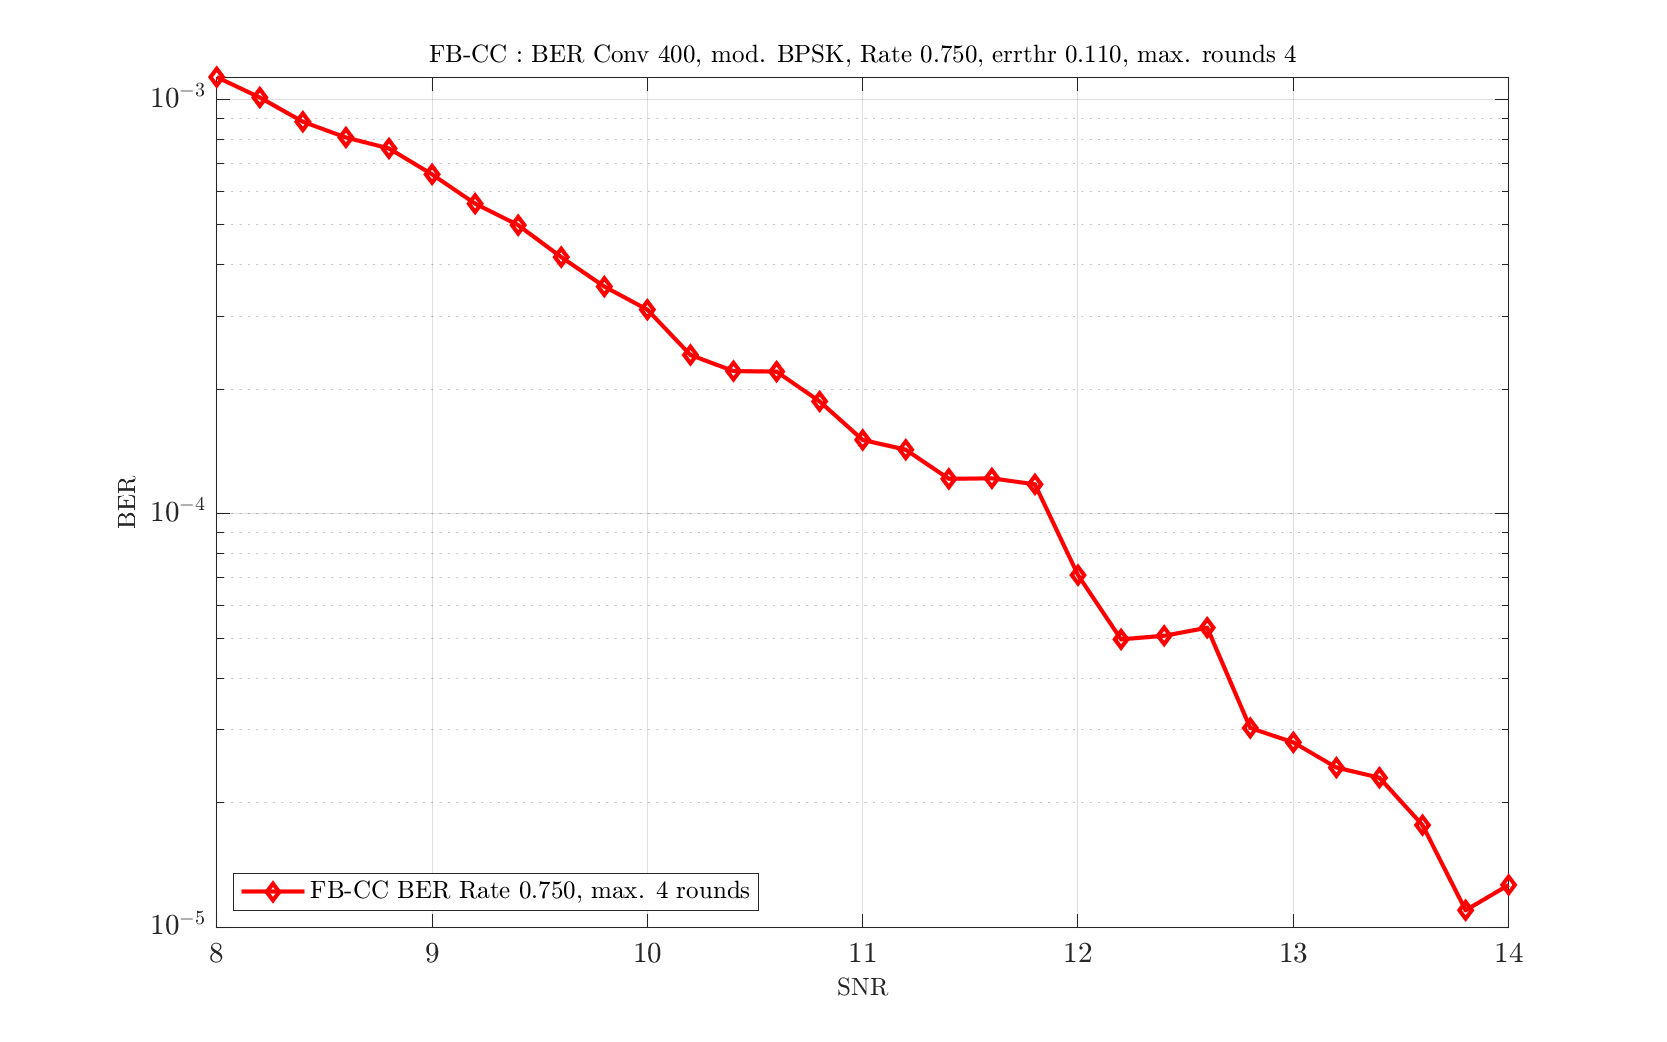 FB-CC : BER Conv 400, mod. BPSK, Rate 0.750, errthr 0.110, max. rounds 4
10⁻³
10⁻⁴
10⁻⁵
BER
FB-CC BER Rate 0.750, max. 4 rounds
8 9 10 11 12 13 14
SNR